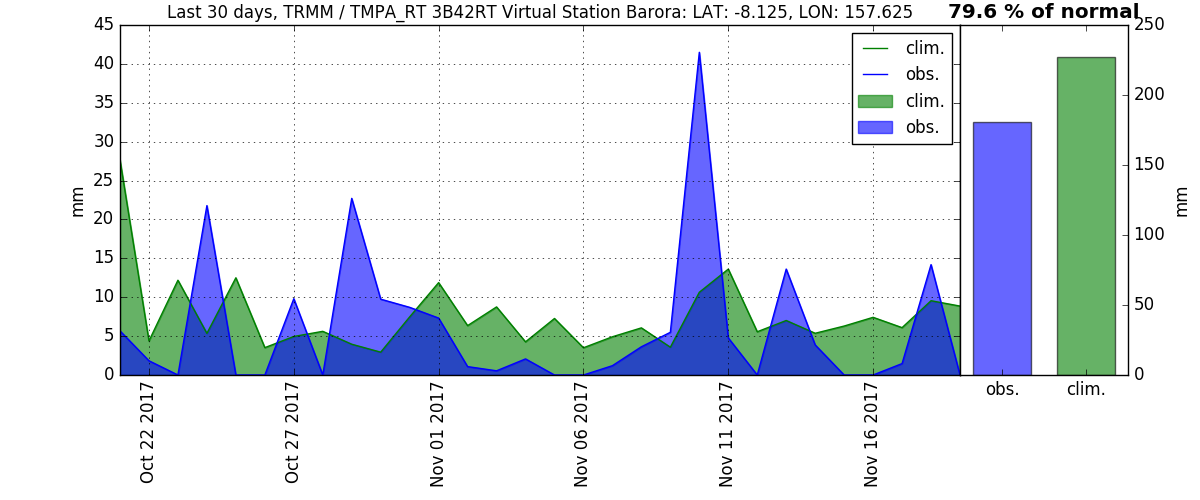 Last 30 days, TRMM / TMPA_RT 3B42RT Virtual Station Barora: LAT: -8.125, LON: 157.625
79.6 % of normal
45
40
35
30
25
20
15
10
5
0
mm
clim.
obs.
clim.
obs.
Oct 22 2017
Oct 27 2017
Nov 01 2017
Nov 06 2017
Nov 11 2017
Nov 16 2017
250
200
150
100
50
0
mm
obs.
clim.